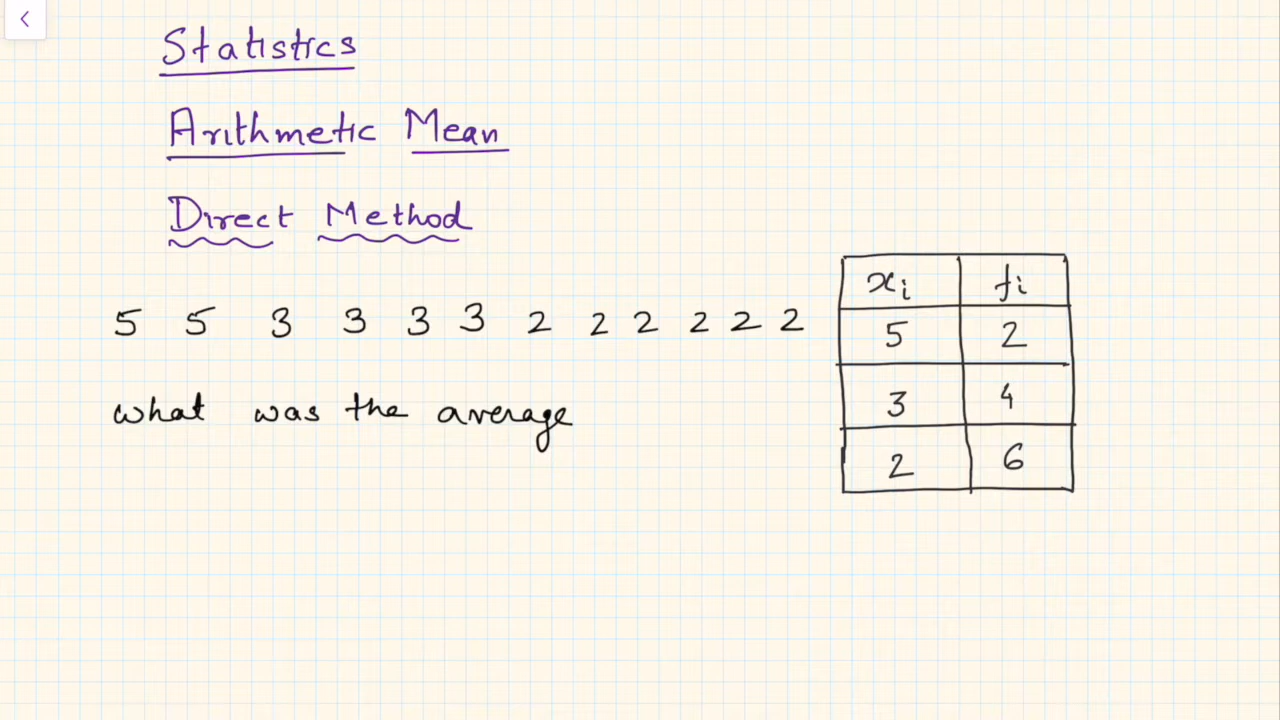 Statistics
Arithmetic Mean
Direct Method
5 5 3 3 3 3 2 2 2 2 2 2
what was the average
xi fi
5 2
3 4
2 6